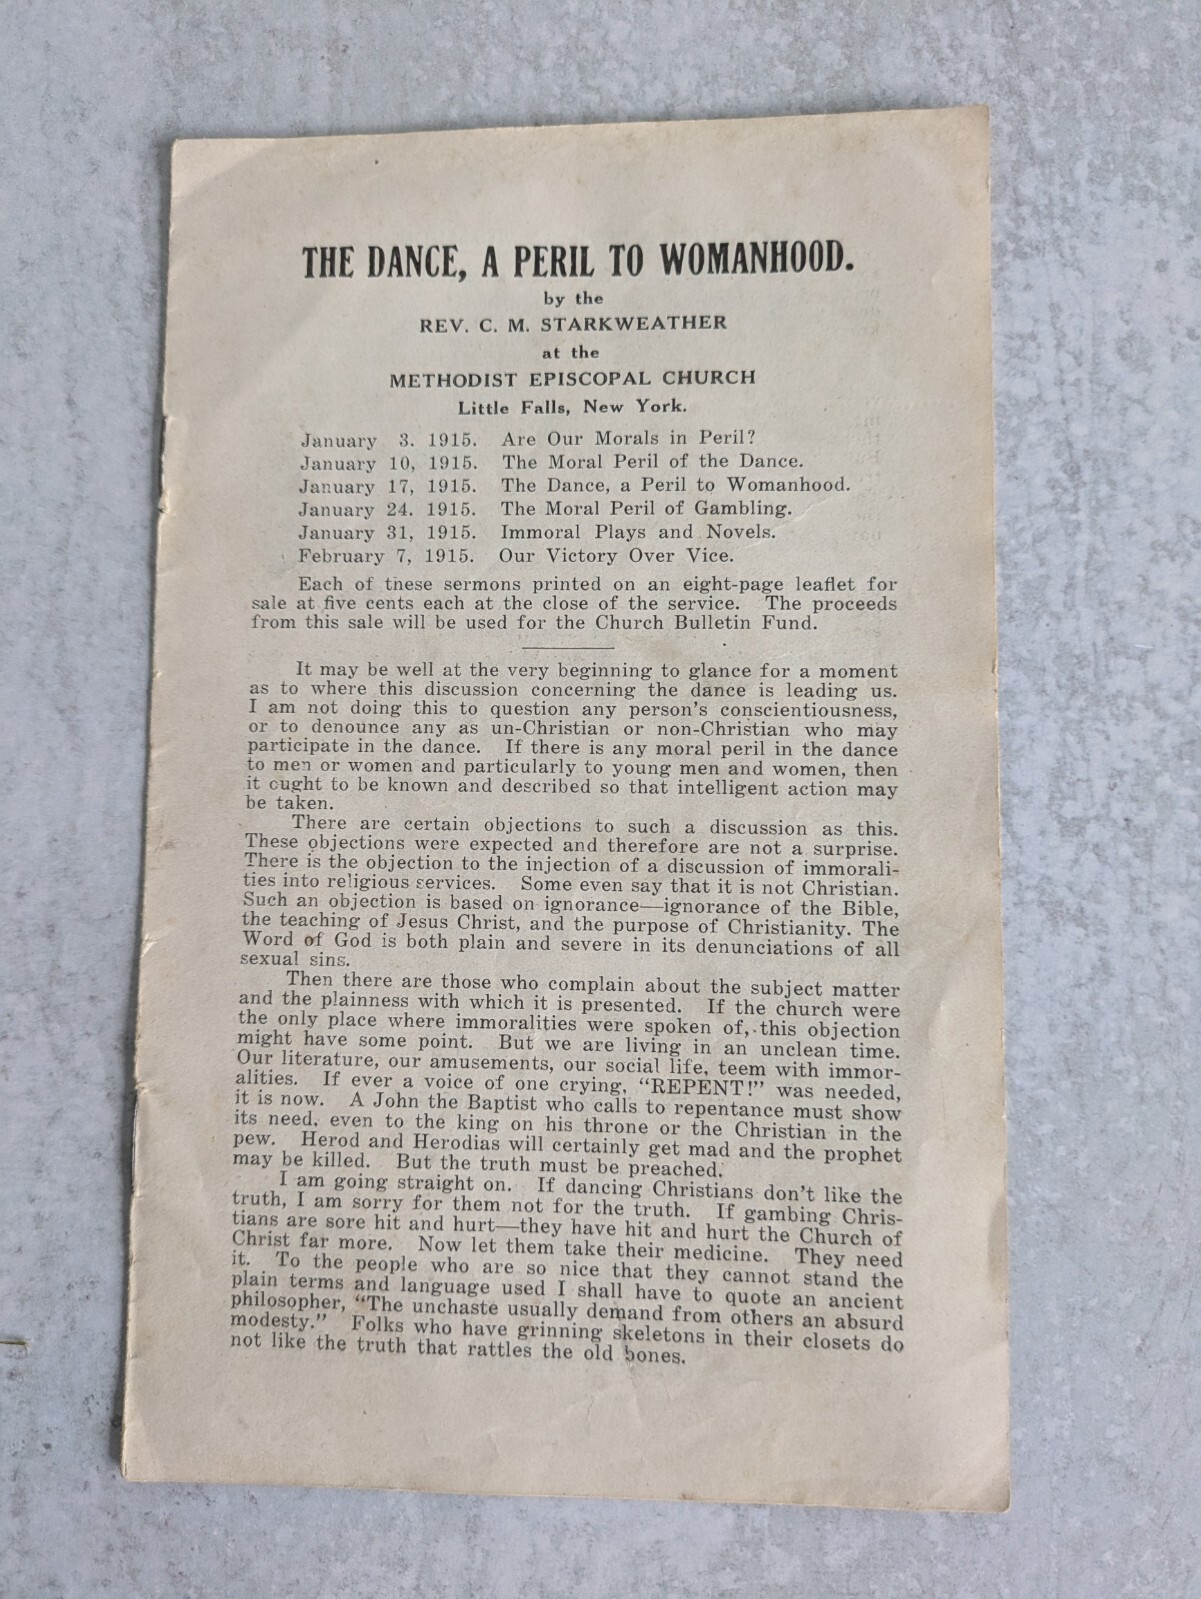 THE DANCE, A PERIL TO WOMANHOOD.
by the
REV. C. M. STARKWEATHER
at the
METHODIST EPISCOPAL CHURCH
Little Falls, New York.
January 3. 1915. Are Our Morals in Peril?
January 10, 1915. The Moral Peril of the Dance.
January 17, 1915. The Dance, a Peril to Womanhood.
January 24. 1915. The Moral Peril of Gambling.
January 31, 1915. Immoral Plays and Novels.
February 7, 1915. Our Victory Over Vice.
Each of these sermons printed on an eight-page leaflet for
sale at five cents each at the close of the service. The proceeds
from this sale will be used for the Church Bulletin Fund.
It may be well at the very beginning to glance for a moment
as to where this discussion concerning the dance is leading us.
I am not doing this to question any person's conscientiousness,
or to denounce any as un-Christian or non-Christian who may
participate in the dance. If there is any moral peril in the dance
to men or women and particularly to young men and women, then
it ought to be known and described so that intelligent action may
be taken.
There are certain objections to such a discussion as this.
These objections were expected and therefore are not a surprise.
There is the objection to the injection of a discussion of immorali-
ties into religious services. Some even say that it is not Christian.
Such an objection is based on ignorance—ignorance of the Bible,
the teaching of Jesus Christ, and the purpose of Christianity. The
Word of God is both plain and severe in its denunciations of all
sexual sins.
Then there are those who complain about the subject matter
and the plainness with which it is presented. If the church were
the only place where immoralities were spoken of, this objection
might have some point. But we are living in an unclean time.
Our literature, our amusements, our social life, teem with immor-
alities. If ever a voice of one crying, "REPENT!" was needed,
it is now. A John the Baptist who calls to repentance must show
its need, even to the king on his throne or the Christian in the
pew. Herod and Herodias will certainly get mad and the prophet
may be killed. But the truth must be preached.
I am going straight on. If dancing Christians don't like the
truth, I am sorry for them not for the truth. If gambing Chris-
tians are sore hit and hurt—they have hit and hurt the Church of
Christ far more. Now let them take their medicine. They need
it. To the people who are so nice that they cannot stand the
plain terms and language used I shall have to quote an ancient
philosopher, "The unchaste usually demand from others an absurd
modesty." Folks who have grinning skeletons in their closets do
not like the truth that rattles the old bones.